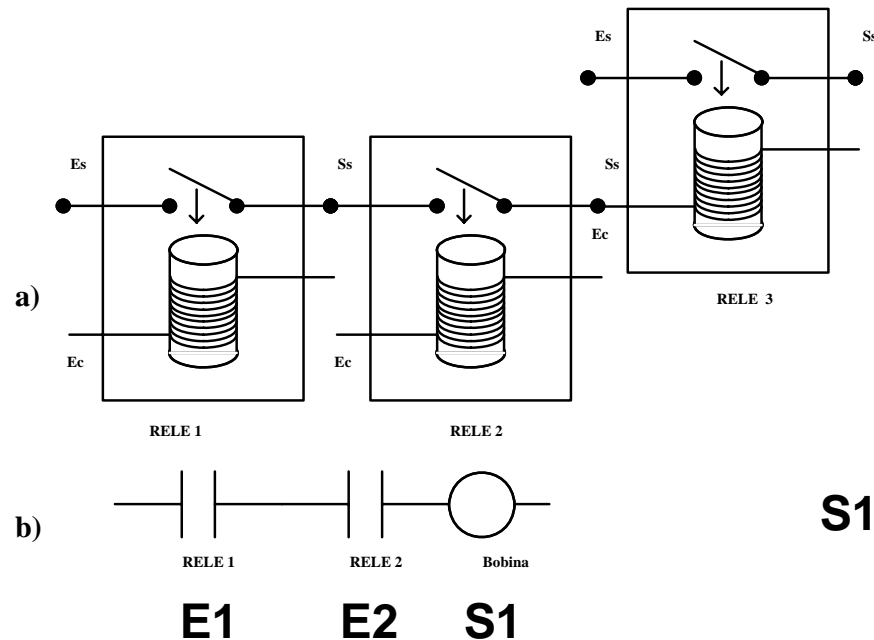 Es Ss
Es Ss Ss
Ec
a)
RELE 3
Ec Ec
RELE 1 RELE 2
b)
S1
RELE 1 RELE 2 Bobina
E1 E2 S1